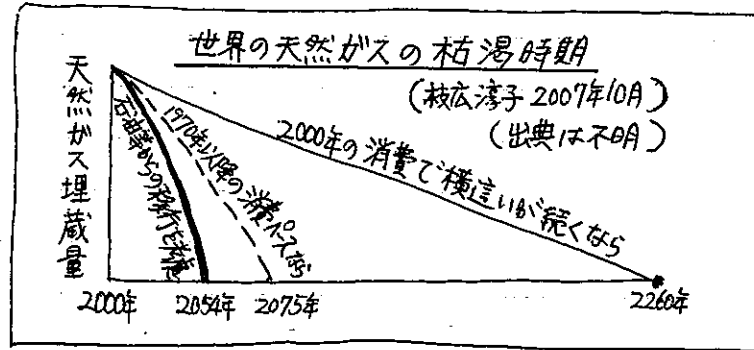 世界の天然ガスの枯渇時期
(枝広淳子 2007年10月)
(出典は不明)
天然ガス埋蔵量
2000年の消費で横這いが続くなら
1970年以降の消費ペースなら
石油等からの移行を考慮
2000年 2054年 2075年 2260年